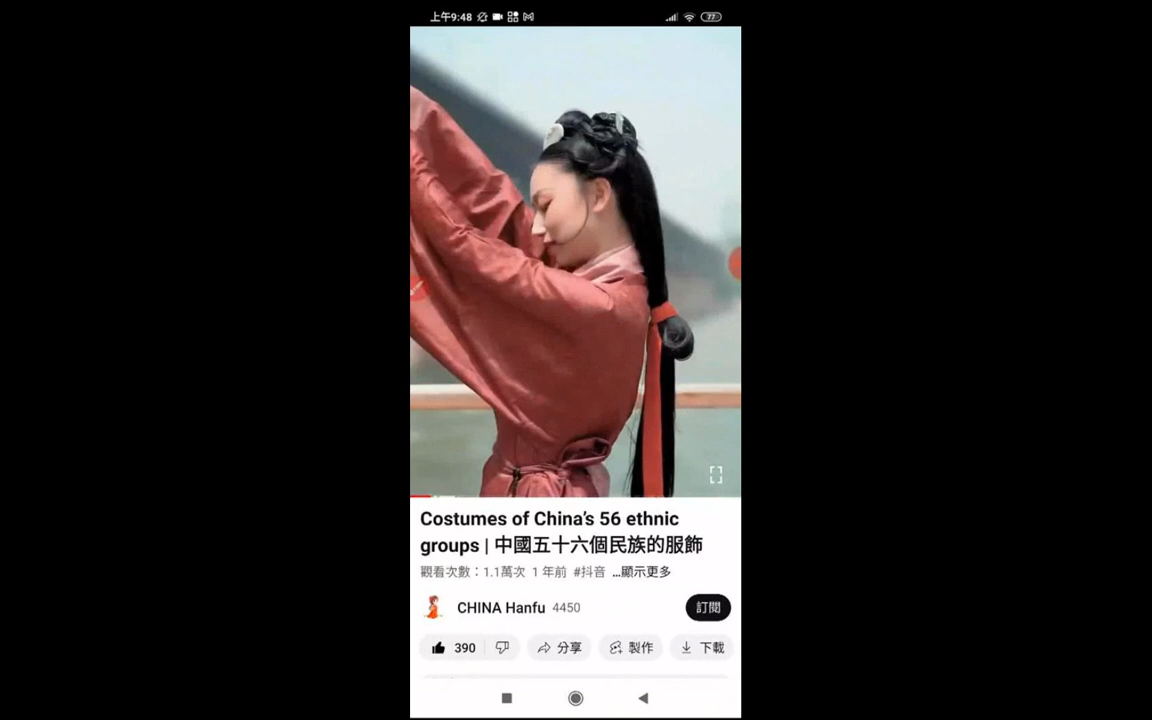 上午9:48
77
Costumes of China’s 56 ethnic
groups | 中國五十六個民族的服飾
觀看次數：1.1萬次 1 年前 #抖音 ...顯示更多
CHINA Hanfu 4450 訂閱
390 分享 製作 下載